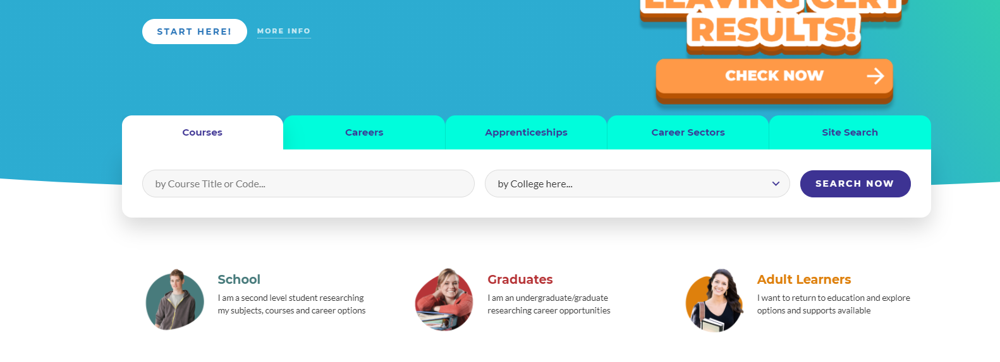 LEAVING CERT
RESULTS!
START HERE!
MORE INFO
CHECK NOW
Courses
Careers
Apprenticeships
Career Sectors
Site Search
by Course Title or Code...
by College here...
SEARCH NOW
School
I am a second level student researching
my subjects, courses and career options
Graduates
I am an undergraduate/graduate
researching career opportunities
Adult Learners
I want to return to education and explore
options and supports available